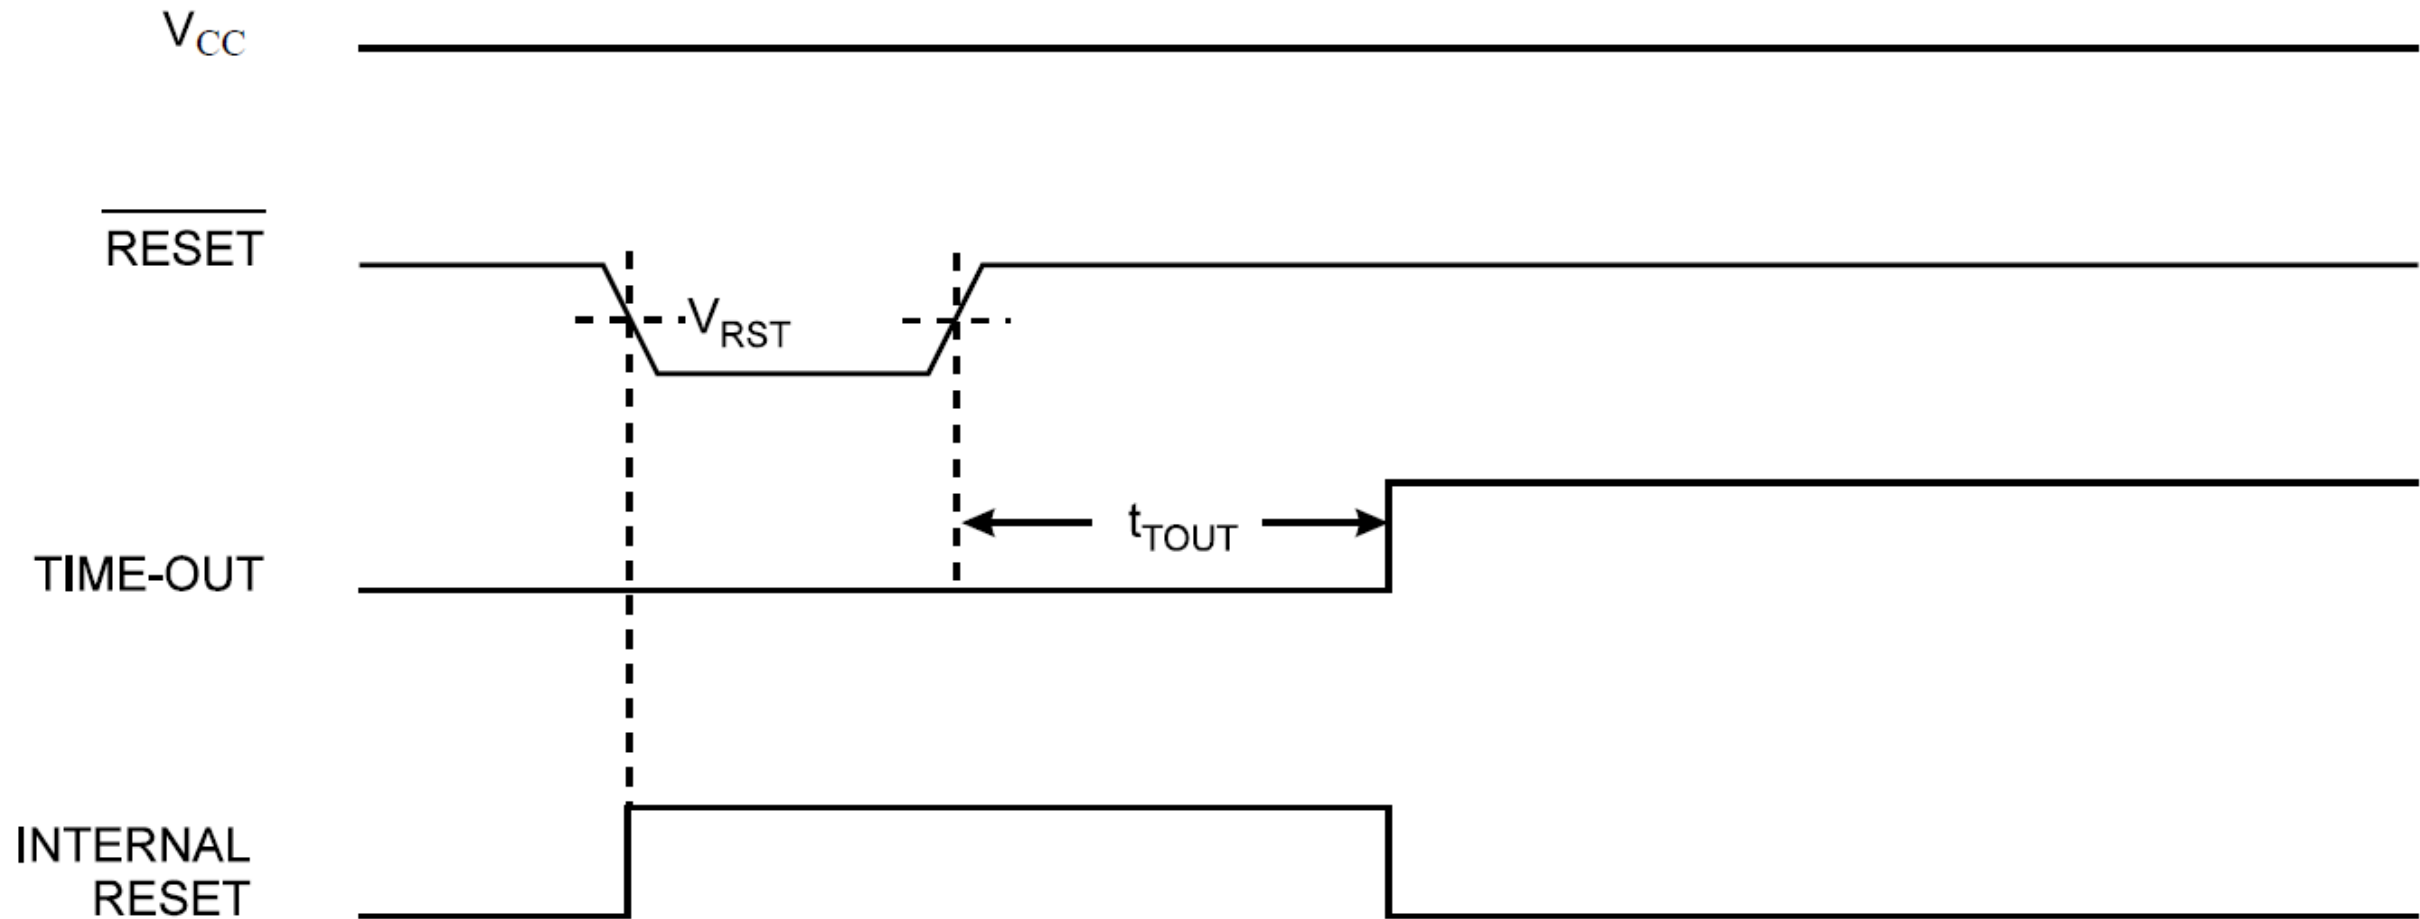 VCC
RESET
VRST
tTOUT
TIME-OUT
INTERNAL
RESET